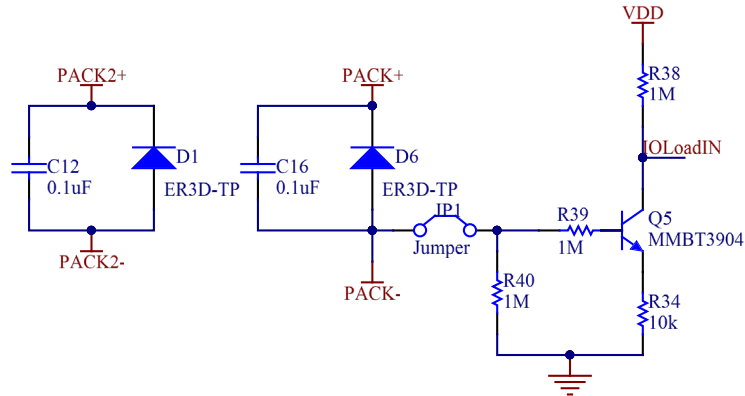 VDD
PACK2+
PACK+
R38
1M
IOLoadIN
C12
0.1uF
D1
ER3D-TP
C16
0.1uF
D6
ER3D-TP
JP1
Jumper
R39
1M
Q5
MMBT3904
PACK2-
PACK-
R40
1M
R34
10k